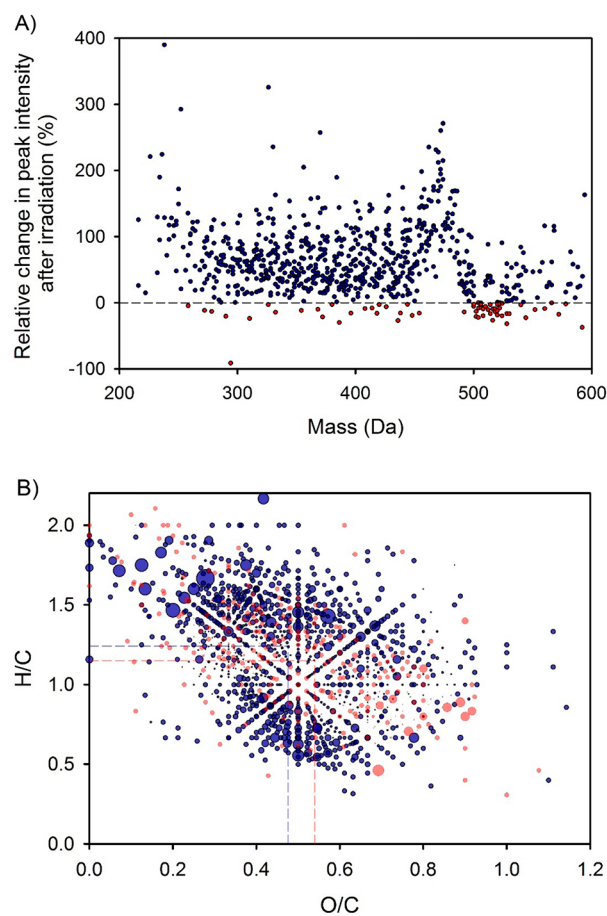 A)
Relative change in peak intensity
after irradiation (%)
400
300
200
100
0
-100
200 300 400 500 600
Mass (Da)
B)
H/C
2.0
1.5
1.0
0.5
0.0
0.0 0.2 0.4 0.6 0.8 1.0 1.2
O/C